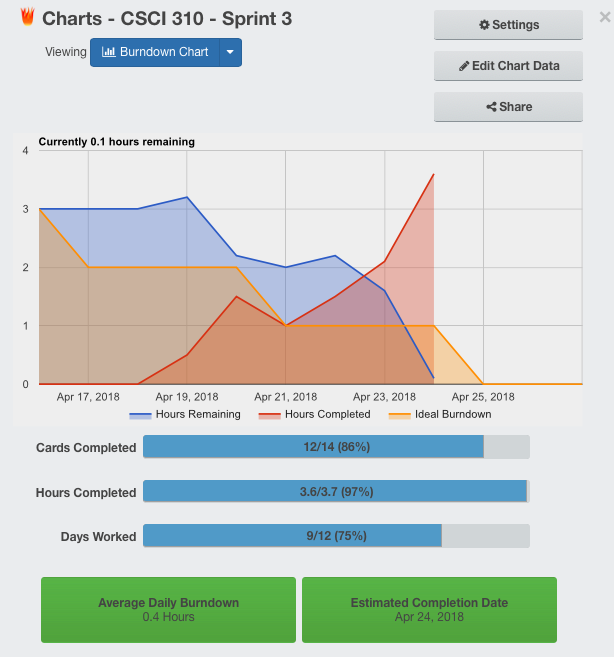 Charts - CSCI 310 - Sprint 3
×
Settings
Viewing Burndown Chart
Edit Chart Data
Share
Currently 0.1 hours remaining
4
3
2
1
0
Apr 17, 2018 Apr 19, 2018 Apr 21, 2018 Apr 23, 2018 Apr 25, 2018
Hours Remaining Hours Completed Ideal Burndown
Cards Completed 12/14 (86%)
Hours Completed 3.6/3.7 (97%)
Days Worked 9/12 (75%)
Average Daily Burndown
0.4 Hours
Estimated Completion Date
Apr 24, 2018